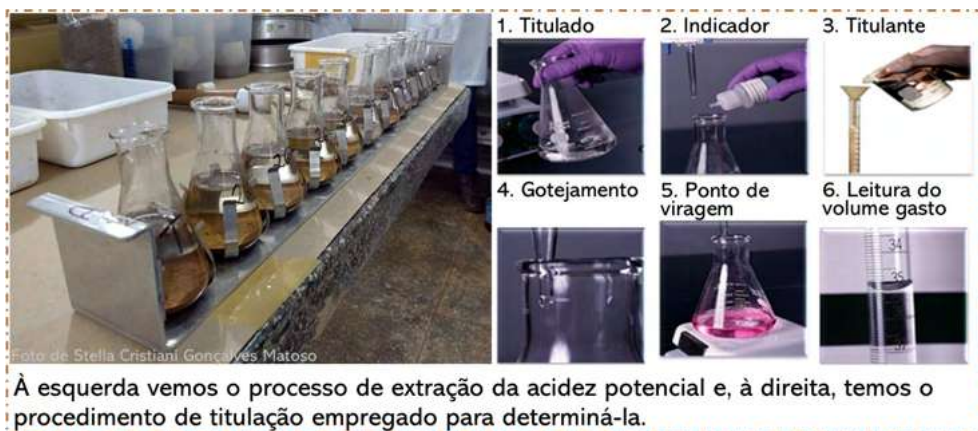 1. Titulado
2. Indicador
3. Titulante
4. Gotejamento
5. Ponto de
viragem
6. Leitura do
volume gasto
34
35
Foto de Stella Cristiani Gonçalves Matoso
À esquerda vemos o processo de extração da acidez potencial e, à direita, temos o
procedimento de titulação empregado para determiná-la.